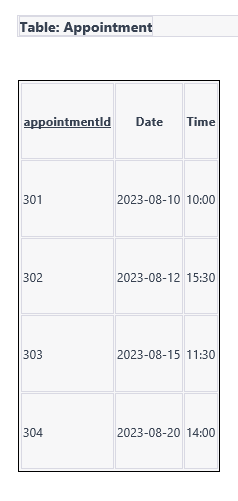 Table: Appointment
appointmentId Date Time
301 2023-08-10 10:00
302 2023-08-12 15:30
303 2023-08-15 11:30
304 2023-08-20 14:00